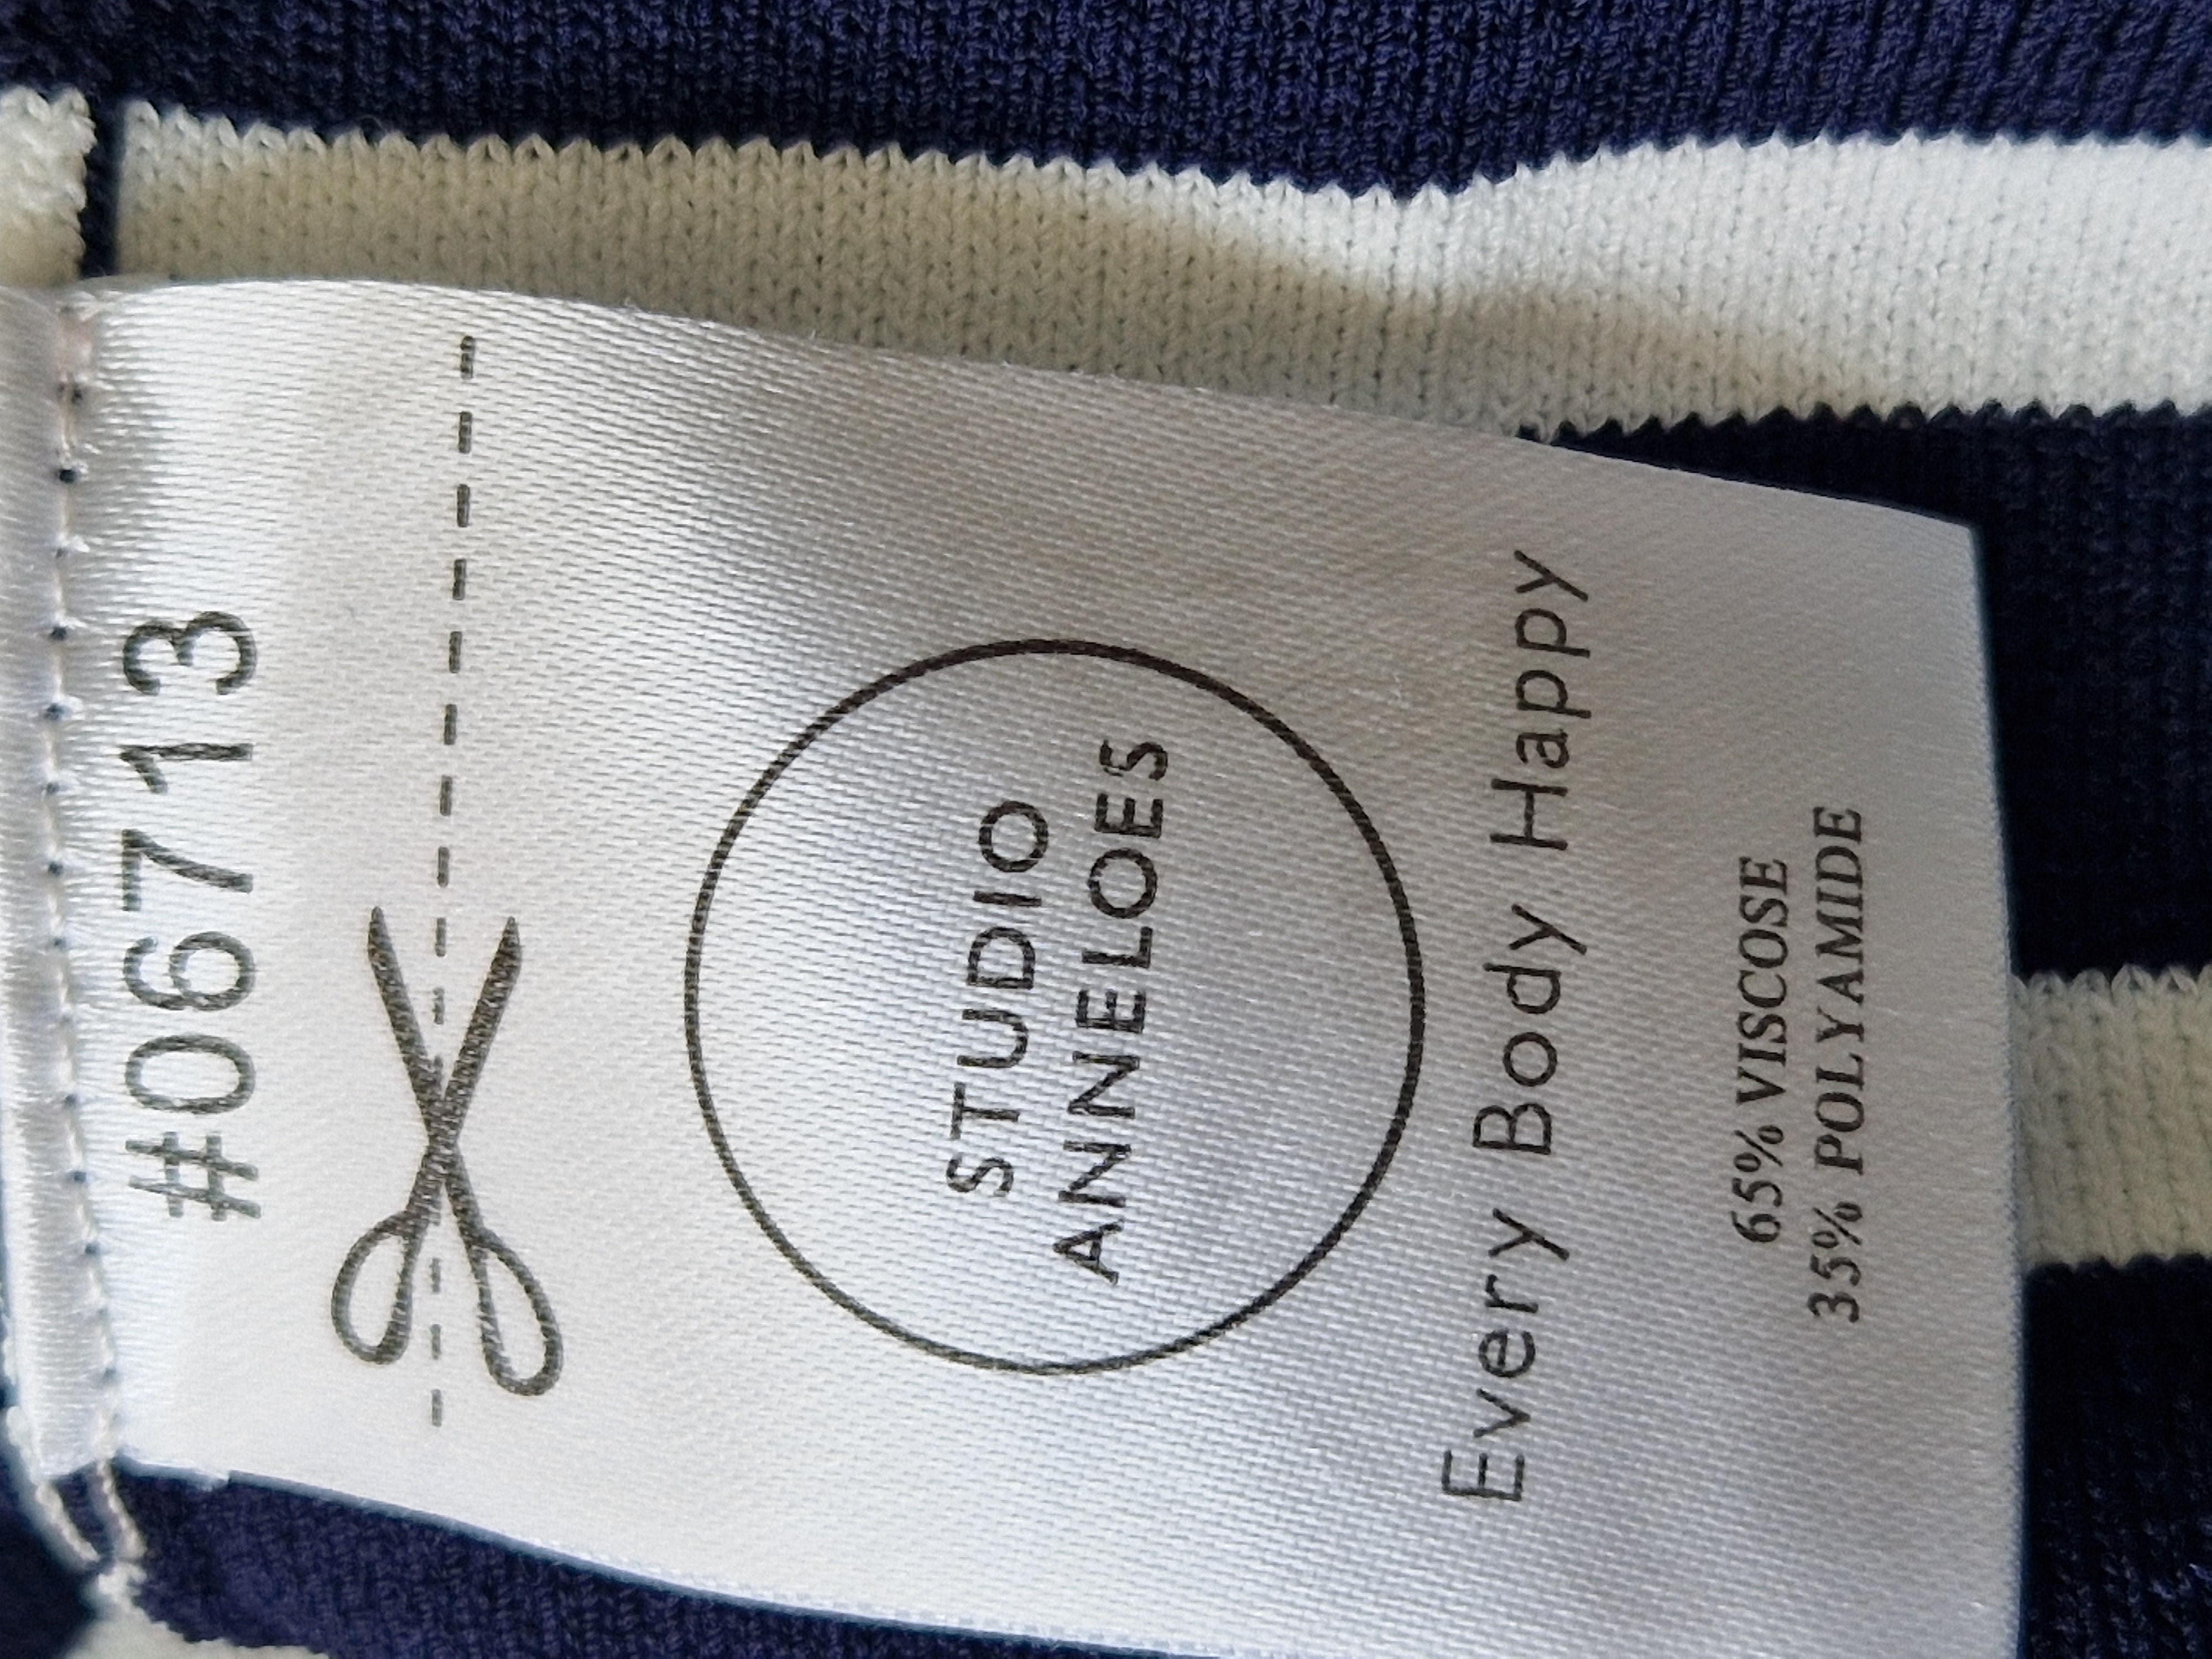 #06713
STUDIO
ANNELOES
Every Body Happy
65% VISCOSE
35% POLYAMIDE